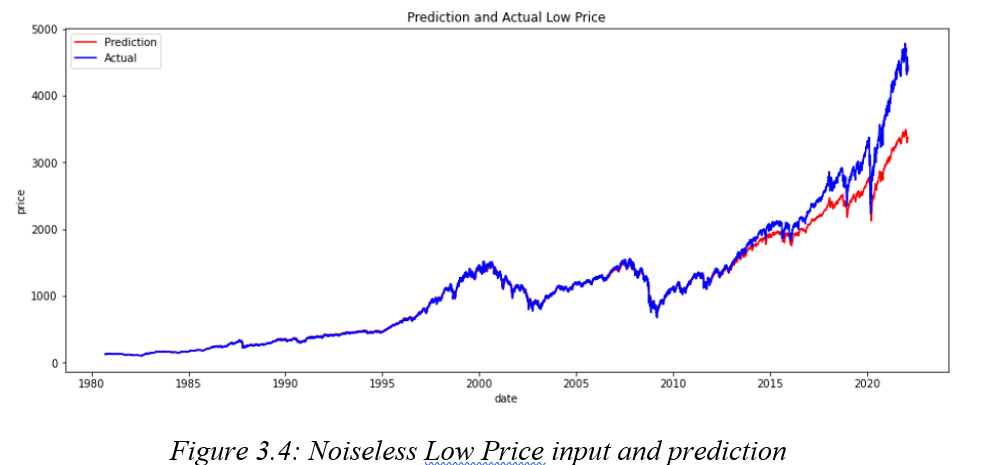 Prediction and Actual Low Price
5000
4000
3000
2000
1000
0
price
Prediction
Actual
1980
1985
1990
1995
2000
2005
2010
2015
2020
date
Figure 3.4: Noiseless Low Price input and prediction